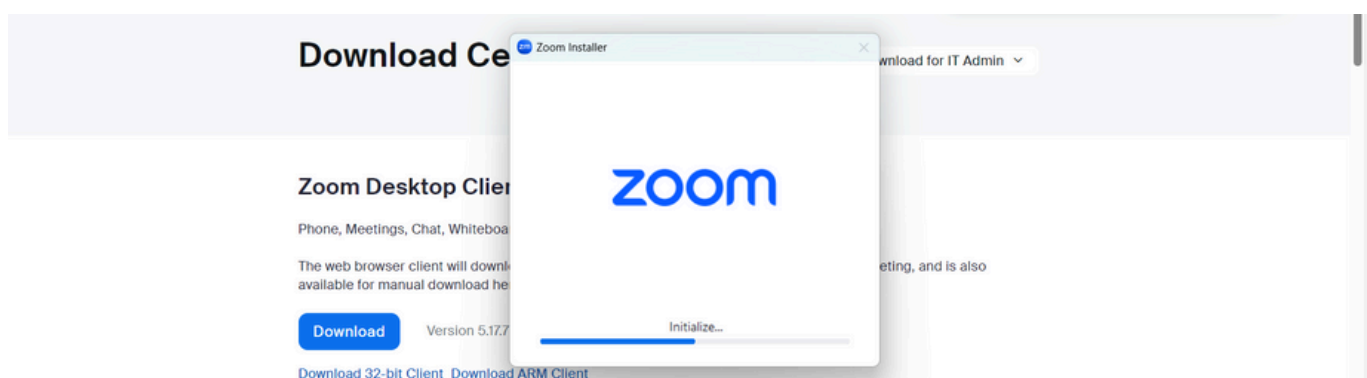 Download Ce
Zoom Installer
wnload for IT Admin
zoom
Zoom Desktop Clien
Phone, Meetings, Chat, Whiteboa
The web browser client will downl
eting, and is also
available for manual download he
Initialize...
Download
Version 5.17.7
Download 32-bit Client Download ARM Client